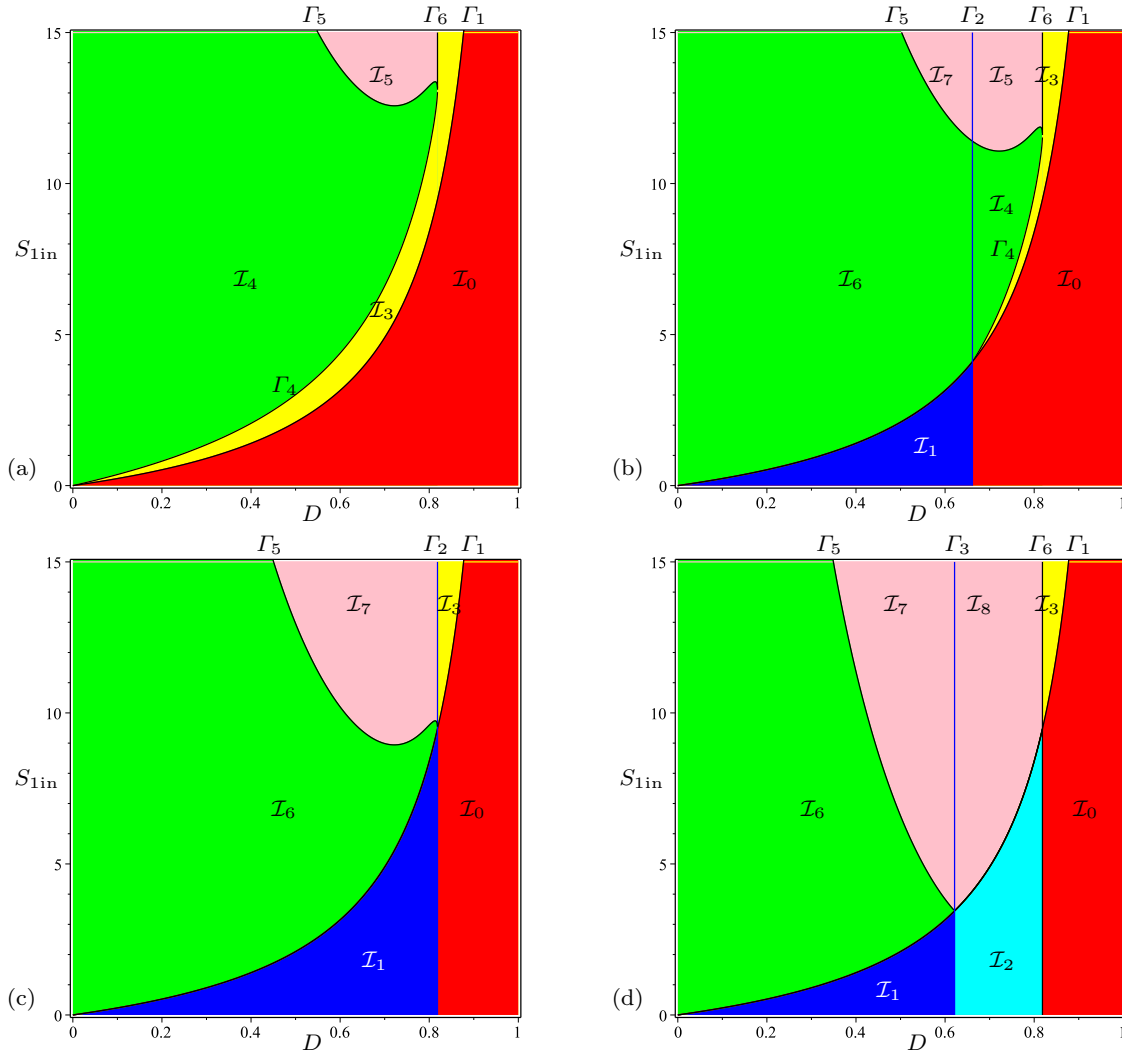 Γ₅ Γ₆ Γ₁
15
𝓘₅
10
S₁ᵢₙ
𝓘₄ 𝓘₀
𝓘₃
5
Γ₄
(a)
0
0 0.2 0.4 0.6 0.8 1
D
Γ₅ Γ₂ Γ₆ Γ₁
15
𝓘₇ 𝓘₅ 𝓘₃
10
𝓘₄
S₁ᵢₙ Γ₄
𝓘₆ 𝓘₀
5
𝓘₁
(b)
0
0 0.2 0.4 0.6 0.8 1
D
Γ₅ Γ₂ Γ₁
15
𝓘₇ 𝓘₃
10
S₁ᵢₙ
𝓘₆ 𝓘₀
5
𝓘₁
(c)
0
0 0.2 0.4 0.6 0.8 1
D
Γ₅ Γ₃ Γ₆ Γ₁
15
𝓘₇ 𝓘₈ 𝓘₃
10
S₁ᵢₙ
𝓘₆ 𝓘₀
5
𝓘₁ 𝓘₂
(d)
0
0 0.2 0.4 0.6 0.8 1
D